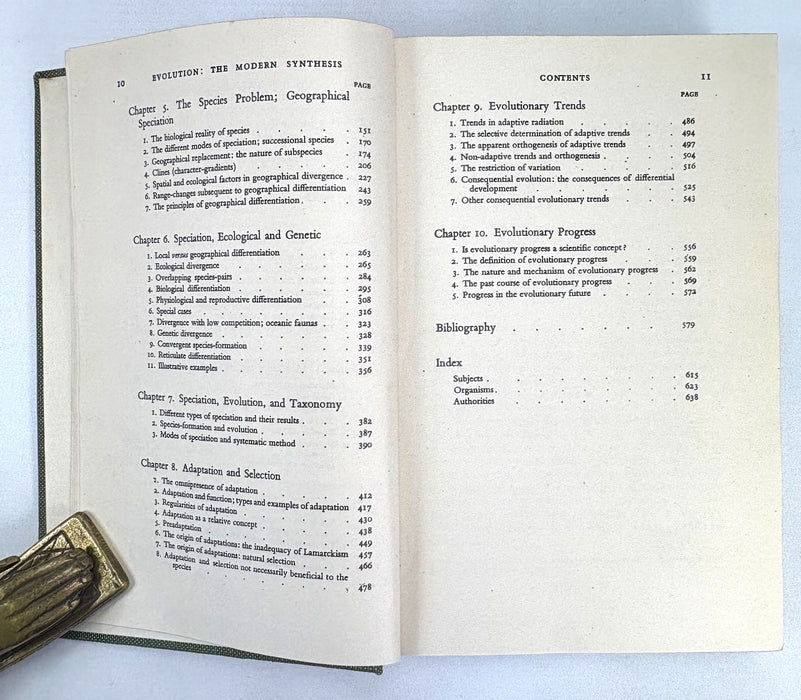 10 EVOLUTION: THE MODERN SYNTHESIS
PAGE
Chapter 5. The Species Problem; Geographical
Speciation
1. The biological reality of species . . . . 151
2. The different modes of speciation; successional species . 170
3. Geographical replacement: the nature of subspecies . 174
4. Clines (character-gradients) . . . . 206
5. Spatial and ecological factors in geographical divergence . 227
6. Range-changes subsequent to geographical differentiation 243
7. The principles of geographical differentiation . . . 259
Chapter 6. Speciation, Ecological and Genetic
1. Local versus geographical differentiation . . . . 263
2. Ecological divergence . . . . . . 265
3. Overlapping species-pairs . . . . . . 284
4. Biological differentiation . . . . . . 295
5. Physiological and reproductive differentiation . . . 308
6. Special cases . . . . . . . 316
7. Divergence with low competition; oceanic faunas . . 323
8. Genetic divergence . . . . . . 328
9. Convergent species-formation . . . . . 339
10. Reticulate differentiation . . . . . . 351
11. Illustrative examples . . . . . . 356
Chapter 7. Speciation, Evolution, and Taxonomy
1. Different types of speciation and their results . . . 382
2. Species-formation and evolution . . . . . 387
3. Modes of speciation and systematic method . . . 390
Chapter 8. Adaptation and Selection
1. The omnipresence of adaptation . . . . . 412
2. Adaptation and function; types and examples of adaptation 417
3. Regularities of adaptation . . . . . 430
4. Adaptation as a relative concept . . . . . 438
5. Preadaptation . . . . . . . 449
6. The origin of adaptations: the inadequacy of Lamarckism 457
7. The origin of adaptations: natural selection . . . 466
8. Adaptation and selection not necessarily beneficial to the
species . . . . . . . 478
CONTENTS 11
PAGE
Chapter 9. Evolutionary Trends
1. Trends in adaptive radiation . . . . . 486
2. The selective determination of adaptive trends . . 494
3. The apparent orthogenesis of adaptive trends . . 497
4. Non-adaptive trends and orthogenesis . . . . 504
5. The restriction of variation . . . . . 516
6. Consequential evolution: the consequences of differential
development . . . . . . 525
7. Other consequential evolutionary trends . . . 543
Chapter 10. Evolutionary Progress
1. Is evolutionary progress a scientific concept? . . 556
2. The definition of evolutionary progress . . . 559
3. The nature and mechanism of evolutionary progress . 562
4. The past course of evolutionary progress . . . 569
5. Progress in the evolutionary future . . . . 572
Bibliography . . . . . . . 579
Index
Subjects . . . . . . . . 615
Organisms . . . . . . . . 623
Authorities . . . . . . . 638